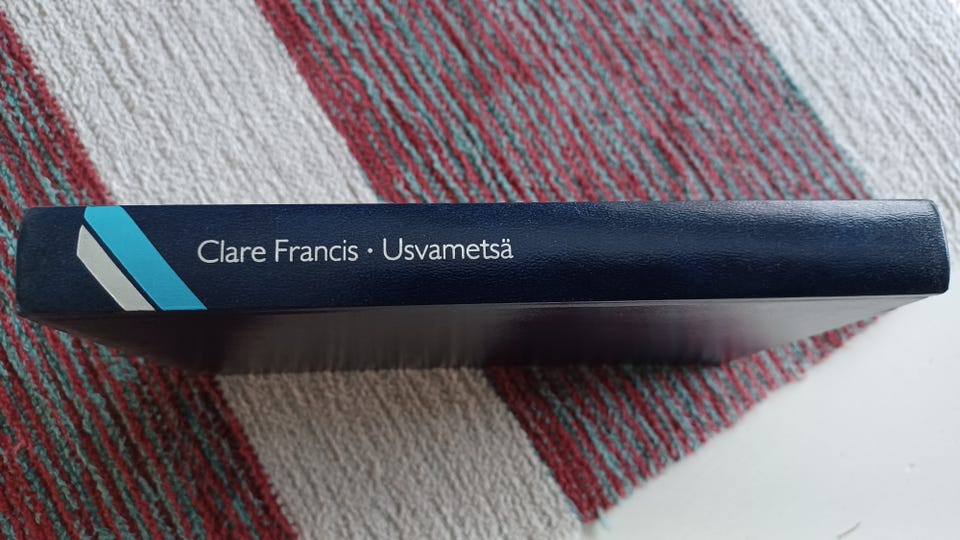 Clare Francis · Usvametsä